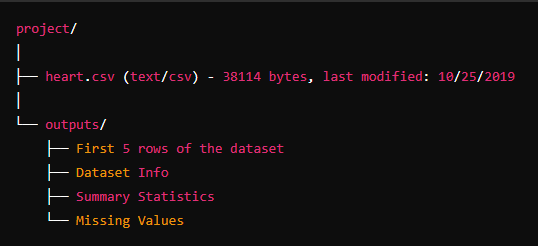 project/
│
├── heart.csv (text/csv) - 38114 bytes, last modified: 10/25/2019
│
└── outputs/
    ├── First 5 rows of the dataset
    ├── Dataset Info
    ├── Summary Statistics
    └── Missing Values